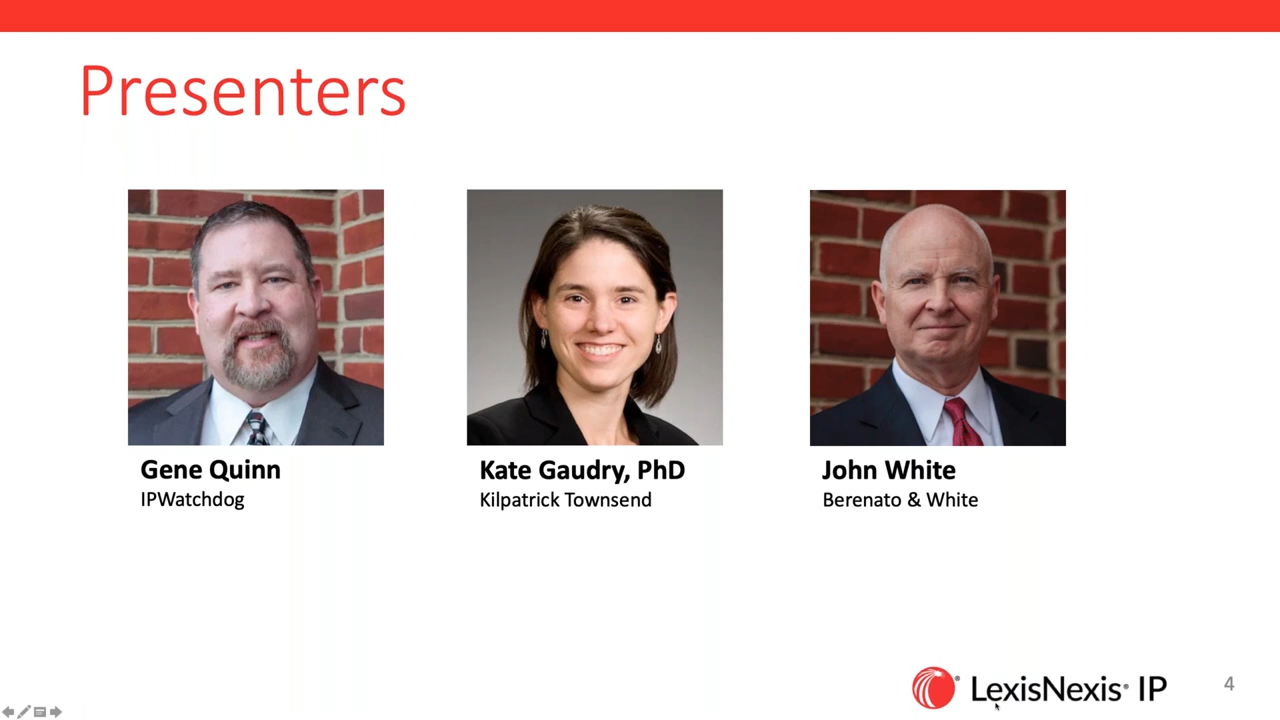 Presenters
Gene Quinn
IPWatchdog
Kate Gaudry, PhD
Kilpatrick Townsend
John White
Berenato & White
LexisNexis® IP
4